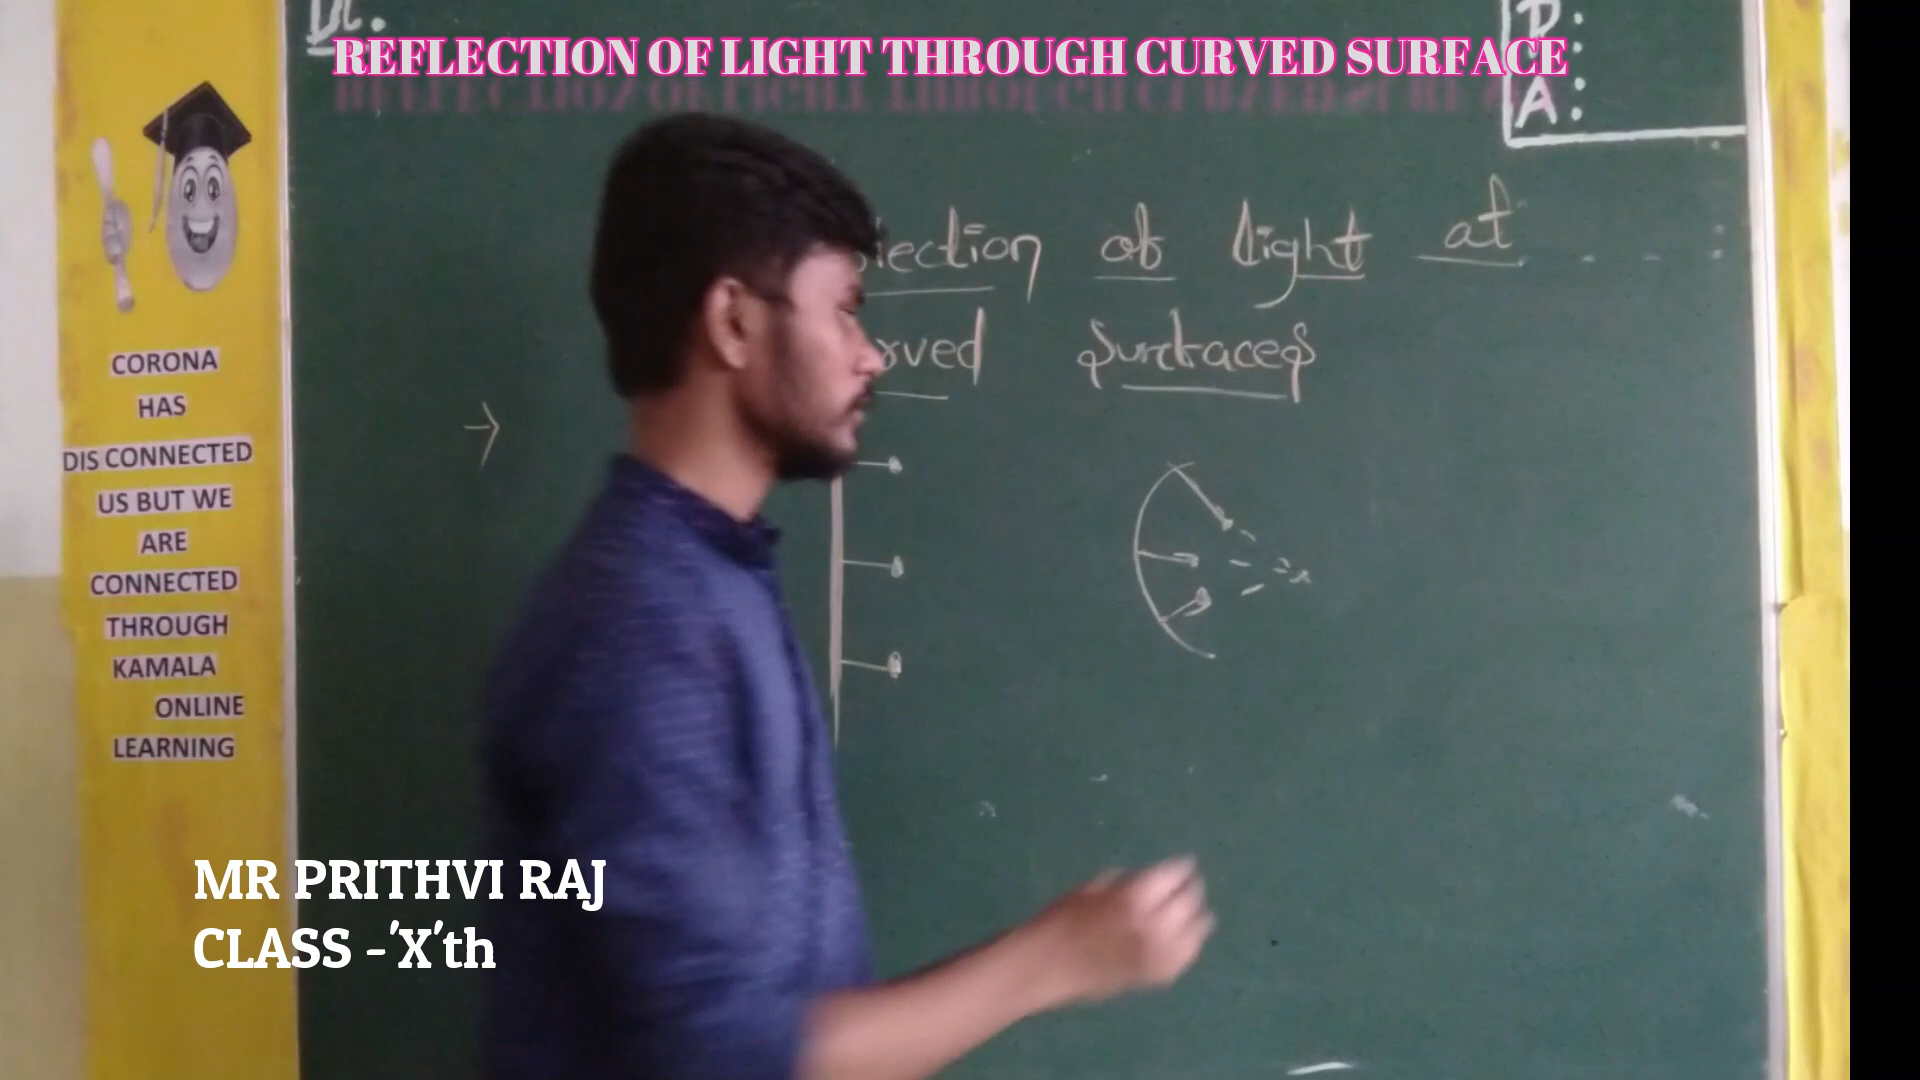 REFLECTION OF LIGHT THROUGH CURVED SURFACE
D:
A:
of Light at
surfaces
CORONA
HAS
DIS CONNECTED
US BUT WE
ARE
CONNECTED
THROUGH
KAMALA
ONLINE
LEARNING
MR PRITHVI RAJ
CLASS -'X'th